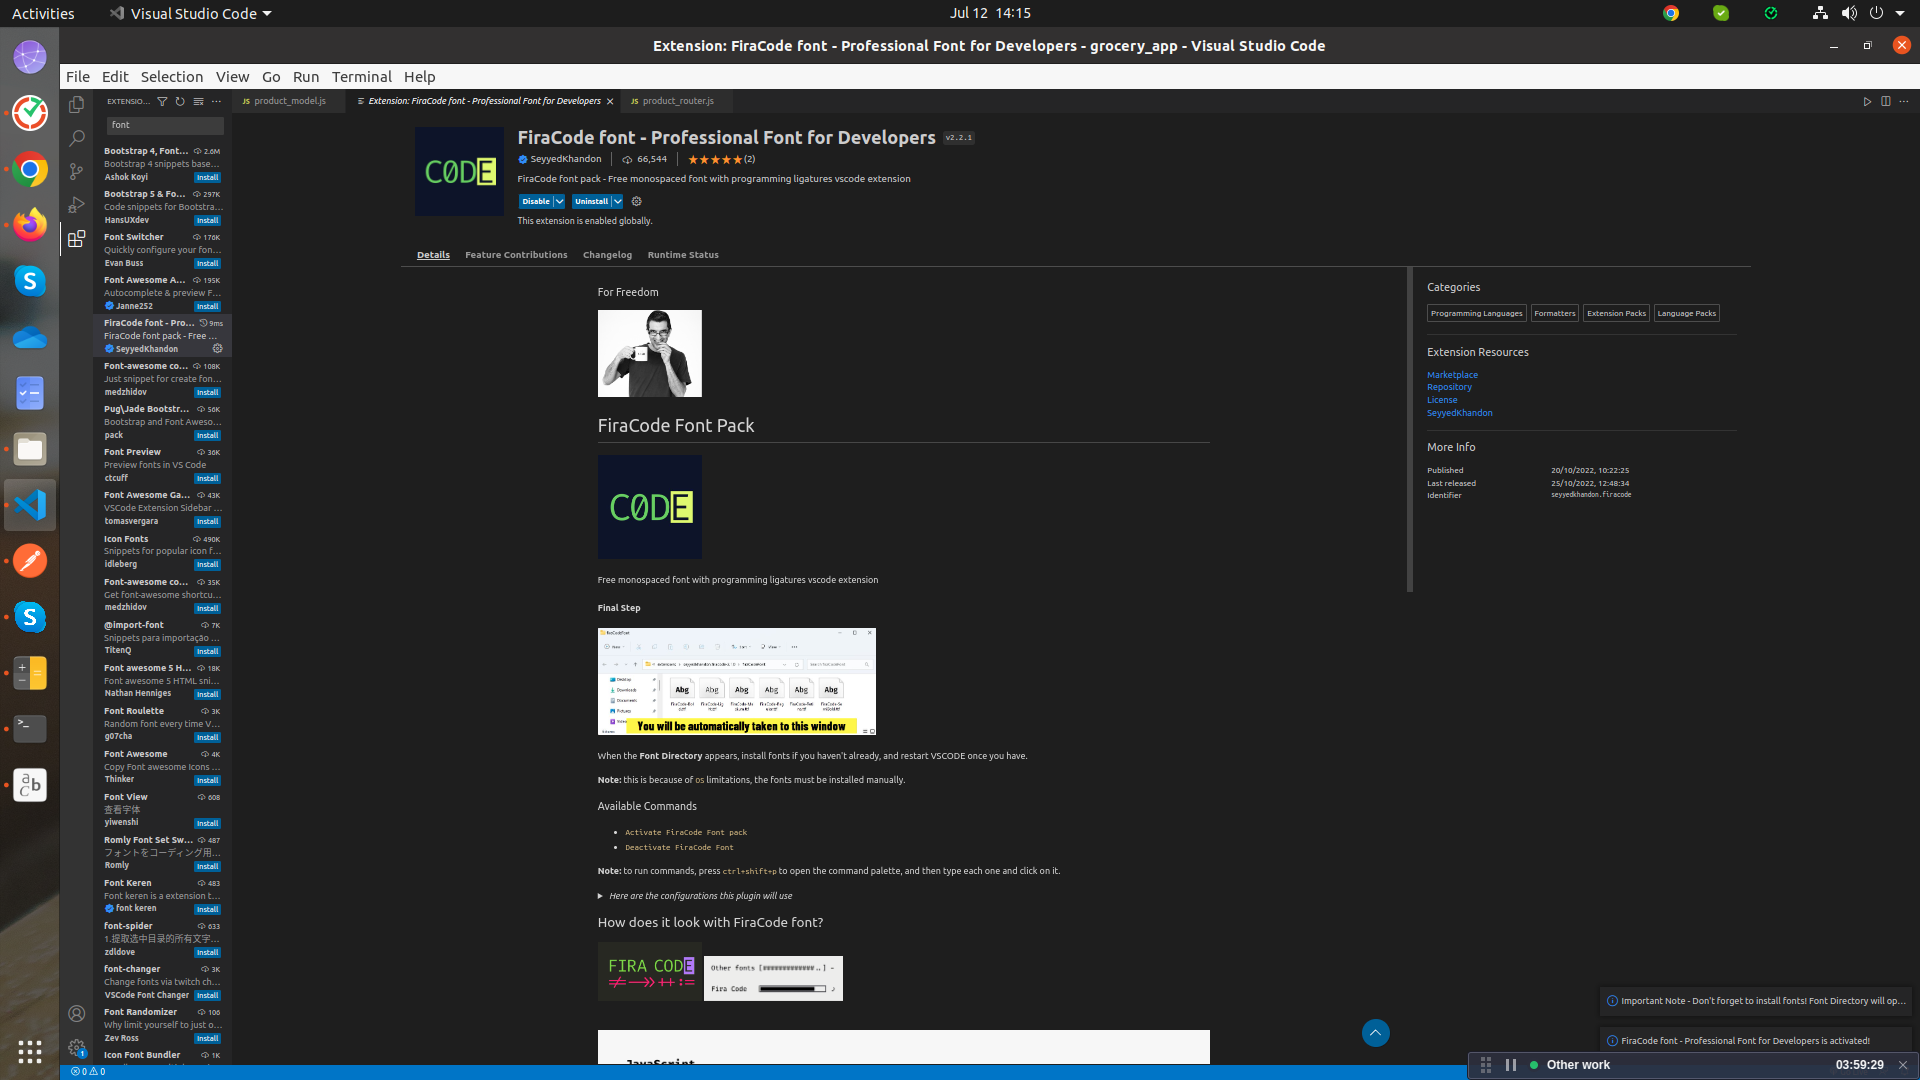 Activities
Visual Studio Code
Jul 12 14:15
Extension: FiraCode font - Professional Font for Developers - grocery_app - Visual Studio Code
File Edit Selection View Go Run Terminal Help
EXTENSIO...
product_model.js
Extension: FiraCode font - Professional Font for Developers
product_router.js
font
Bootstrap 4, Font... 2.6M
Bootstrap 4 snippets base...
Ashok Koyi Install
Bootstrap 5 & Fo... 297K
Code snippets for Bootstra...
HansUXdev Install
Font Switcher 176K
Quickly configure your fon...
Evan Buss Install
Font Awesome A... 195K
Autocomplete & preview F...
Janne252 Install
FiraCode font - Pro... 9ms
FiraCode font pack - Free ...
SeyyedKhandon
Font-awesome co... 108K
Just snippet for create fon...
medzhidov Install
Pug\Jade Bootstr... 56K
Bootstrap and Font Aweso...
pack Install
Font Preview 36K
Preview fonts in VS Code
ctcuff Install
Font Awesome Ga... 43K
VSCode Extension Sidebar ...
tomasvergara Install
Icon Fonts 490K
Snippets for popular icon f...
idleberg Install
Font-awesome co... 35K
Get font-awesome shortcu...
medzhidov Install
@import-font 7K
Snippets para importação ...
TitenQ Install
Font awesome 5 H... 18K
Font awesome 5 HTML sni...
Nathan Henniges Install
Font Roulette 3K
Random font every time V...
g07cha Install
Font Awesome 4K
Copy Font awesome Icons ...
Thinker Install
Font View 608
查看字体
yiwenshi Install
Romly Font Set Sw... 487
フォントをコーディング用...
Romly Install
Font Keren 483
Font keren is a extension t...
font keren Install
font-spider 633
1.提取选中目录的所有文字...
zdldove Install
font-changer 3K
Change fonts via twitch ch...
VSCode Font Changer Install
Font Randomizer 106
Why limit yourself to just o...
Zev Ross Install
Icon Font Bundler 1K
FiraCode font - Professional Font for Developers v2.2.1
SeyyedKhandon 66,544 (2)
FiraCode font pack - Free monospaced font with programming ligatures vscode extension
Disable Uninstall
This extension is enabled globally.
Details Feature Contributions Changelog Runtime Status
For Freedom
FiraCode Font Pack
C0DE
Free monospaced font with programming ligatures vscode extension
Final Step
You will be automatically taken to this window
When the Font Directory appears, install fonts if you haven't already, and restart VSCODE once you have.
Note: this is because of os limitations, the fonts must be installed manually.
Available Commands
Activate FiraCode Font pack
Deactivate FiraCode Font
Note: to run commands, press ctrl+shift+p to open the command palette, and then type each one and click on it.
Here are the configurations this plugin will use
How does it look with FiraCode font?
FIRA CODE
Other fonts
Fira Code
JavaScript
Categories
Programming Languages Formatters Extension Packs Language Packs
Extension Resources
Marketplace
Repository
License
SeyyedKhandon
More Info
Published 20/10/2022, 10:22:25
Last released 25/10/2022, 12:48:34
Identifier seyyedkhandon.firacode
Important Note - Don't forget to install fonts! Font Directory will op...
FiraCode font - Professional Font for Developers is activated!
0 0
Other work 03:59:29